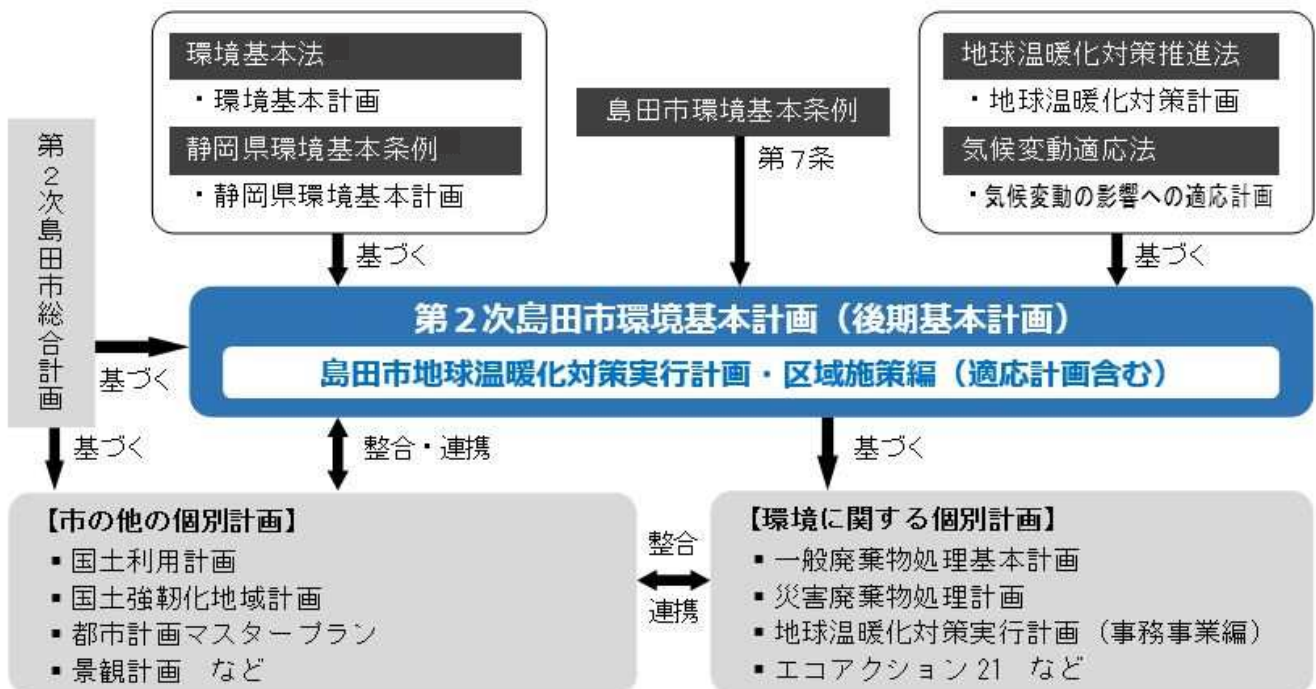 環境基本法
・環境基本計画
静岡県環境基本条例
・静岡県環境基本計画
基づく
島田市環境基本条例
第7条
地球温暖化対策推進法
・地球温暖化対策計画
気候変動適応法
・気候変動の影響への適応計画
基づく
第２次島田市総合計画
基づく
第２次島田市環境基本計画（後期基本計画）
島田市地球温暖化対策実行計画・区域施策編（適応計画含む）
基づく
整合・連携
基づく
【市の他の個別計画】
▪ 国土利用計画
▪ 国土強靭化地域計画
▪ 都市計画マスタープラン
▪ 景観計画　など
整合
連携
【環境に関する個別計画】
▪ 一般廃棄物処理基本計画
▪ 災害廃棄物処理計画
▪ 地球温暖化対策実行計画（事務事業編）
▪ エコアクション21　など